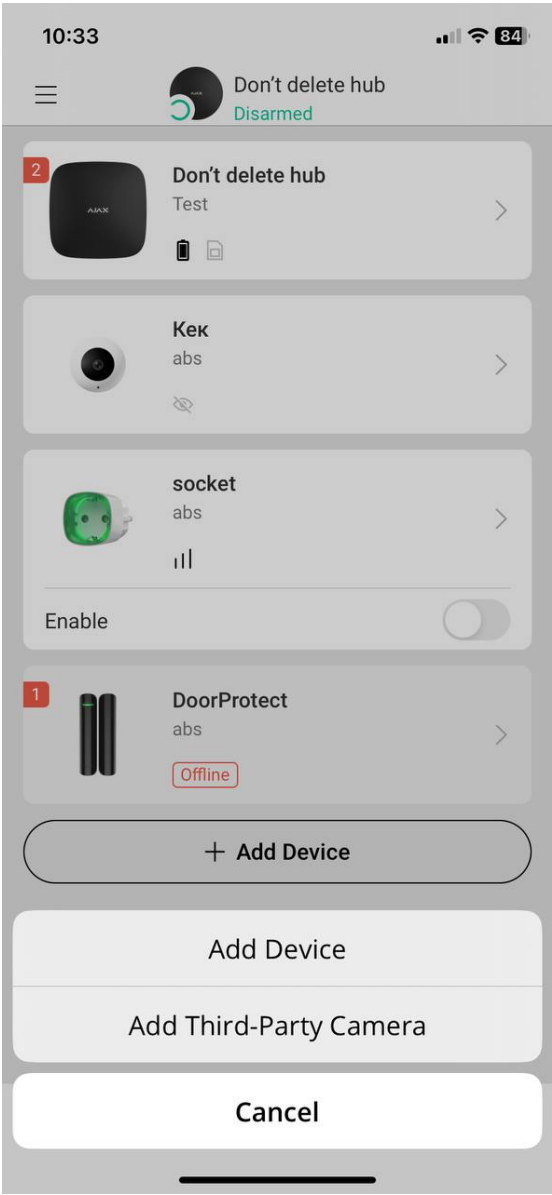 10:33
84
Don't delete hub
Disarmed
2
AJAX
Don't delete hub
Test
Кек
abs
socket
abs
Enable
1
DoorProtect
abs
Offline
+ Add Device
Add Device
Add Third-Party Camera
Cancel